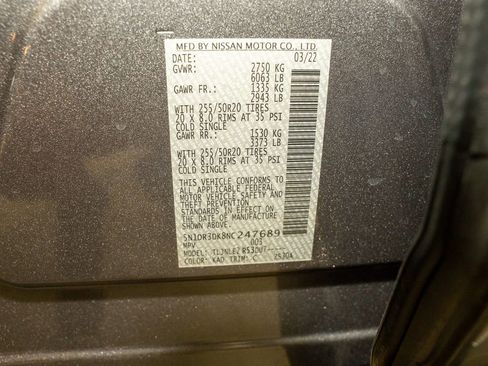 MFD BY NISSAN MOTOR CO., LTD.
DATE: 03/22
GVWR: 2750 KG
6063 LB
GAWR FR.: 1335 KG
2943 LB
WITH 255/50R20 TIRES
20 X 8.0 RIMS AT 35 PSI
COLD SINGLE
GAWR RR.: 1530 KG
3373 LB
WITH 255/50R20 TIRES
20 X 8.0 RIMS AT 35 PSI
COLD SINGLE
THIS VEHICLE CONFORMS
TO ALL APPLICABLE FEDERAL
MOTOR VEHICLE SAFETY AND
THEFT PREVENTION
STANDARDS IN EFFECT ON
THE DATE OF MANUFACTURE
SHOWN ABOVE.
5N1DR3DK8NC247689
MPV 003
MODEL:
COLOR: KAD TRIM: C